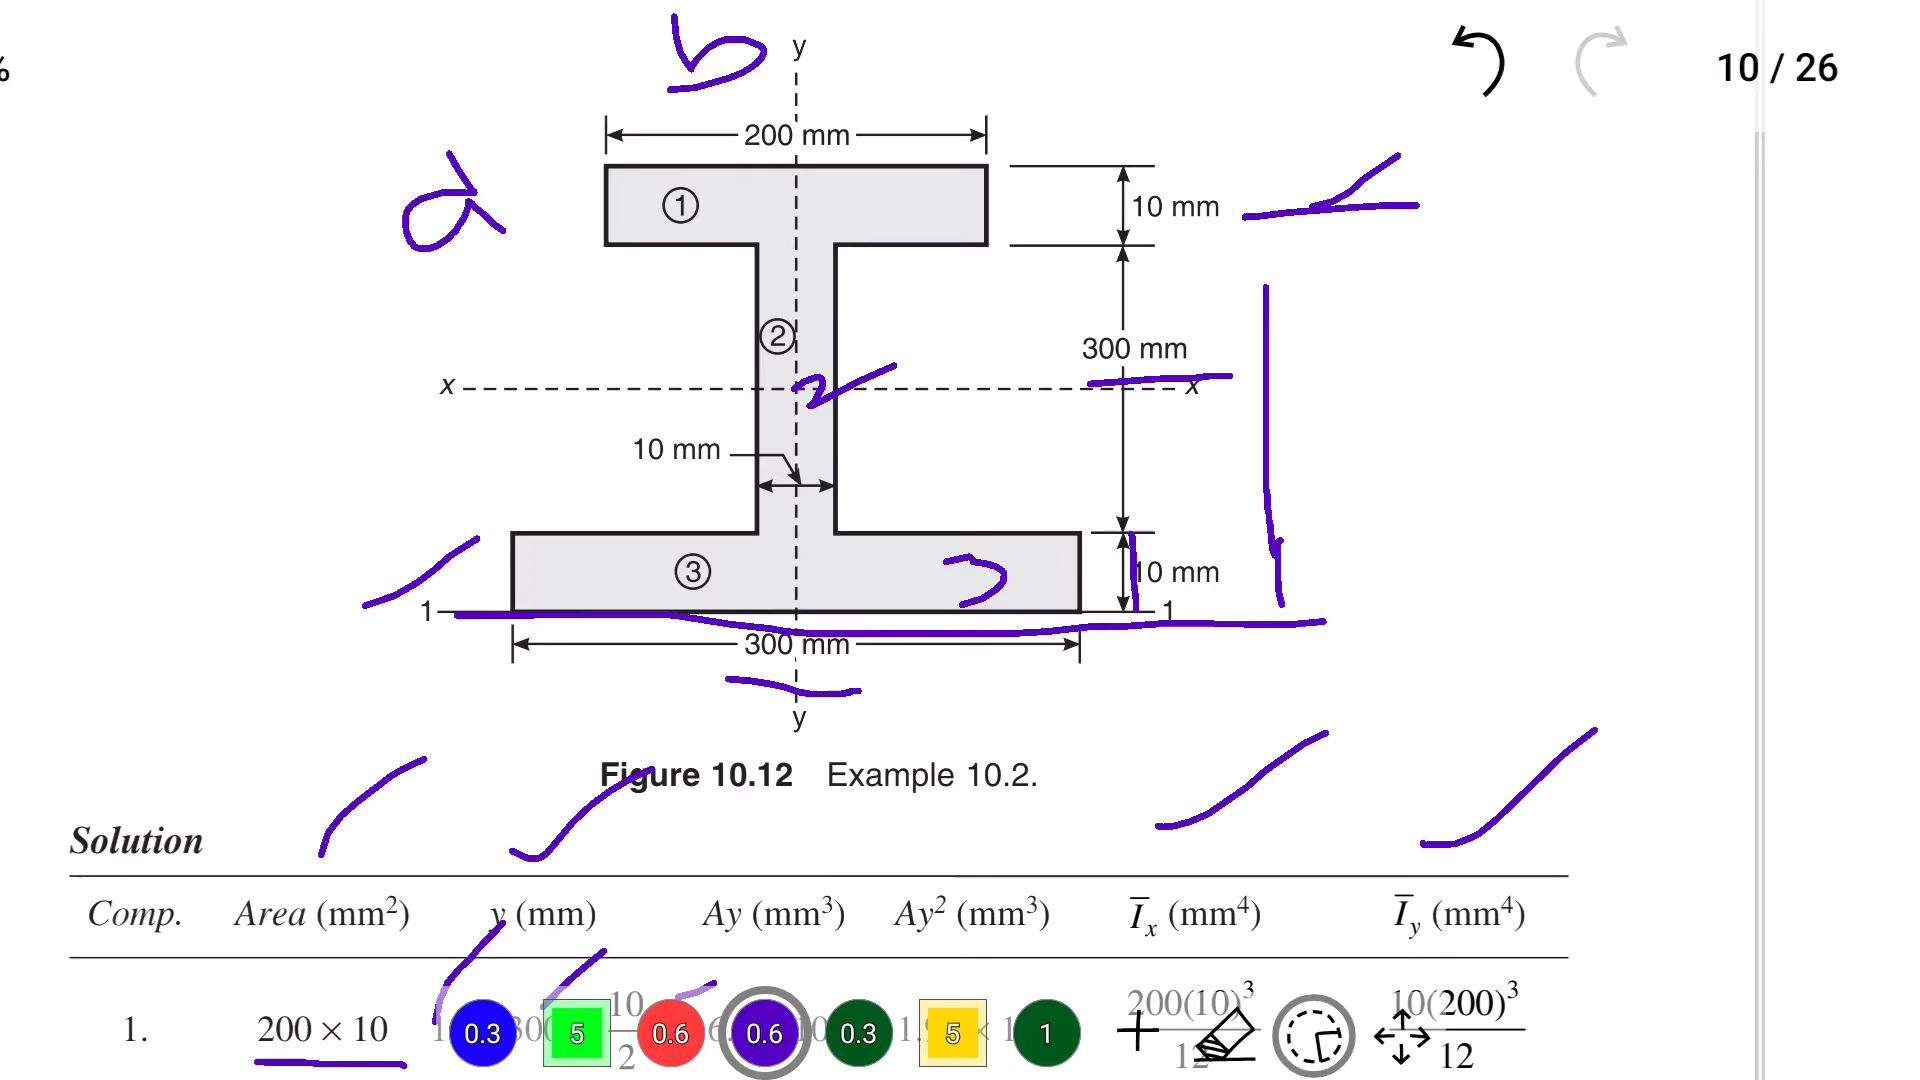 %
b
y
10 / 26
200 mm
a
1
10 mm
2
300 mm
x
2
x
10 mm
3
10 mm
1
1
300 mm
y
Figure 10.12 Example 10.2.
Solution
Comp. Area (mm²) y (mm) Ay (mm³) Ay² (mm³) I̅x (mm⁴) I̅y (mm⁴)
1. 200 × 10 10/2 200(10)³/12 10(200)³/12
0.3 5 0.6 0.6 0.3 5 1